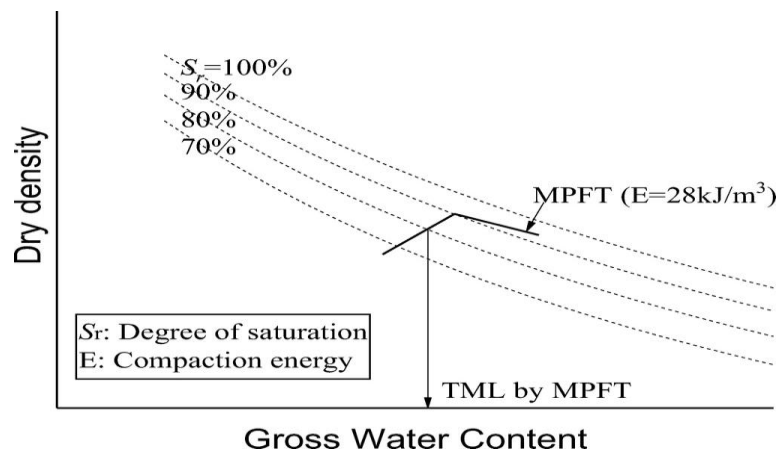 Sr=100%
90%
80%
70%
Dry density
MPFT (E=28kJ/m³)
Sr: Degree of saturation
E: Compaction energy
TML by MPFT
Gross Water Content